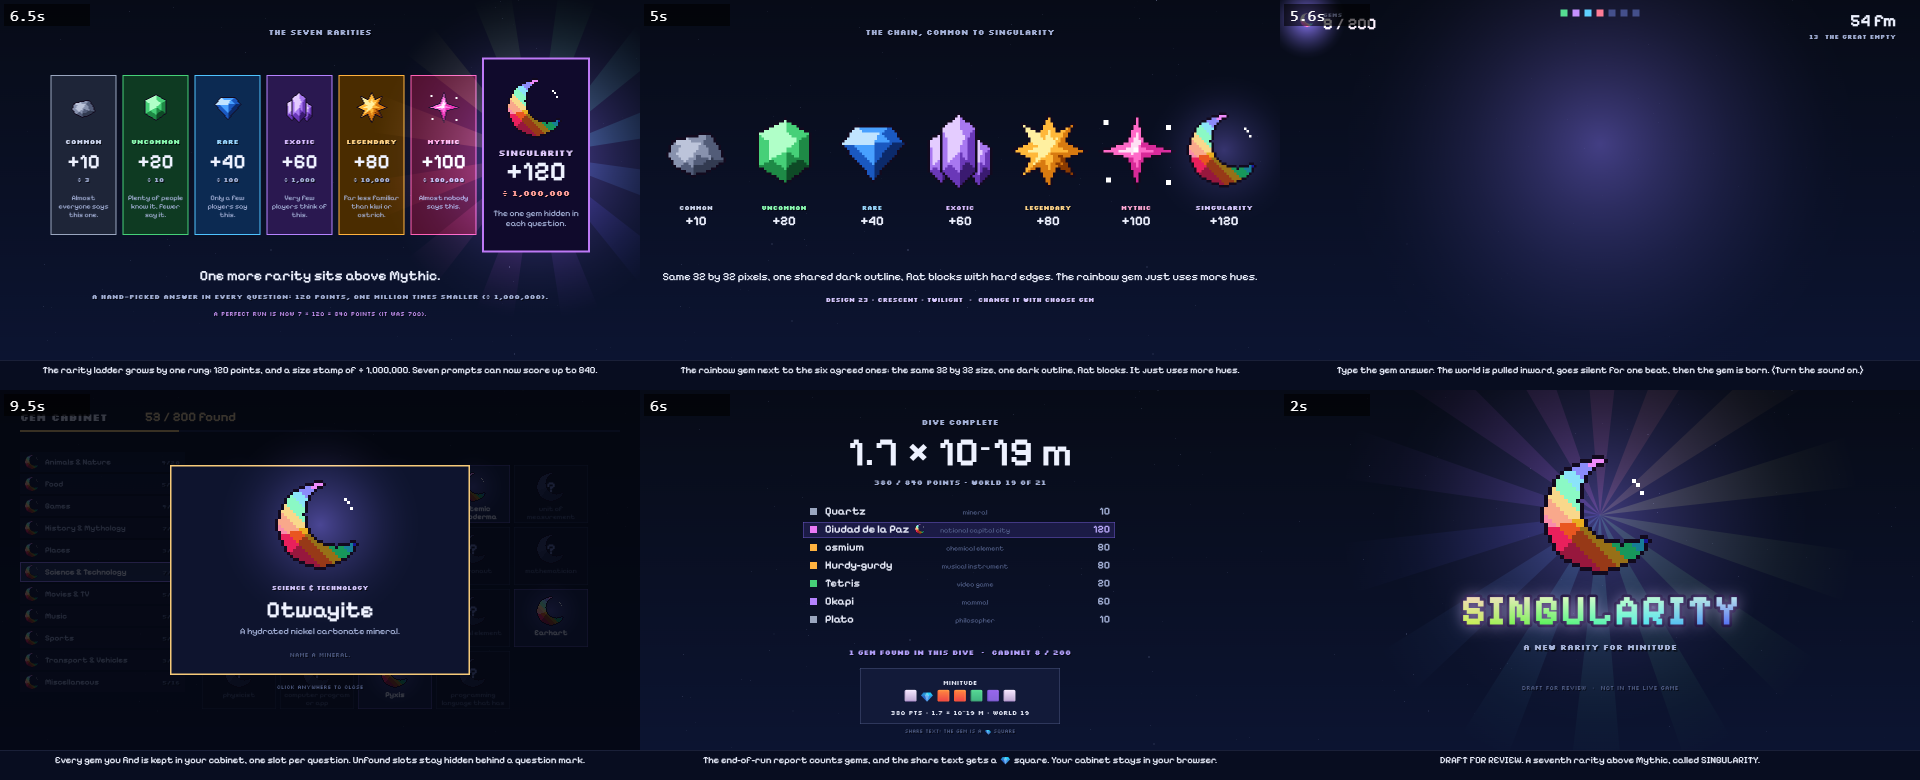 6.5s
THE SEVEN RARITIES
COMMON
+10
÷ 3
Almost everyone says this one.
UNCOMMON
+20
÷ 10
Plenty of people know it. Fewer say it.
RARE
+40
÷ 100
Only a few players say this.
EXOTIC
+60
÷ 1,000
Very few players think of this.
LEGENDARY
+80
÷ 10,000
Far less familiar than kiwi or ostrich.
MYTHIC
+100
÷ 100,000
Almost nobody says this.
SINGULARITY
+120
÷ 1,000,000
The one gem hidden in each question.
One more rarity sits above Mythic.
A HAND-PICKED ANSWER IN EVERY QUESTION: 120 POINTS, ONE MILLION TIMES SMALLER (÷ 1,000,000).
A PERFECT RUN IS NOW 7 × 120 = 840 POINTS (IT WAS 700).
The rarity ladder grows by one rung: 120 points, and a size stamp of ÷ 1,000,000. Seven prompts can now score up to 840.
5s
THE CHAIN, COMMON TO SINGULARITY
COMMON
+10
UNCOMMON
+20
RARE
+40
EXOTIC
+60
LEGENDARY
+80
MYTHIC
+100
SINGULARITY
+120
Same 32 by 32 pixels, one shared dark outline, flat blocks with hard edges. The rainbow gem just uses more hues.
DESIGN 23 · CRESCENT · TWILIGHT · CHANGE IT WITH CHOOSE GEM
The rainbow gem next to the six agreed ones: the same 32 by 32 size, one dark outline, flat blocks. It just uses more hues.
5.6s
/ 200
54 fm
13 THE GREAT EMPTY
Type the gem answer. The world is pulled inward, goes silent for one beat, then the gem is born. (Turn the sound on.)
9.5s
GEM CABINET
53 / 200 found
Animals & Nature
Food
Games
History & Mythology
Places
Science & Technology
Movies & TV
Music
Sports
Transport & Vehicles
Miscellaneous
Earhart
Pyxis
SCIENCE & TECHNOLOGY
Otwayite
A hydrated nickel carbonate mineral.
NAME A MINERAL.
CLICK ANYWHERE TO CLOSE
Every gem you find is kept in your cabinet, one slot per question. Unfound slots stay hidden behind a question mark.
6s
DIVE COMPLETE
1.7 × 10-19 m
380 / 840 POINTS · WORLD 19 OF 21
Quartz mineral 10
Ciudad de la Paz national capital city 120
osmium chemical element 80
Hurdy-gurdy musical instrument 80
Tetris video game 20
Okapi mammal 60
Plato philosopher 10
1 GEM FOUND IN THIS DIVE · CABINET 8 / 200
MINITUDE
380 PTS · 1.7 × 10-19 M · WORLD 19
SHARE TEXT: THE GEM IS A 💎 SQUARE
The end-of-run report counts gems, and the share text gets a 💎 square. Your cabinet stays in your browser.
2s
SINGULARITY
A NEW RARITY FOR MINITUDE
DRAFT FOR REVIEW · NOT IN THE LIVE GAME
DRAFT FOR REVIEW. A seventh rarity above Mythic, called SINGULARITY.